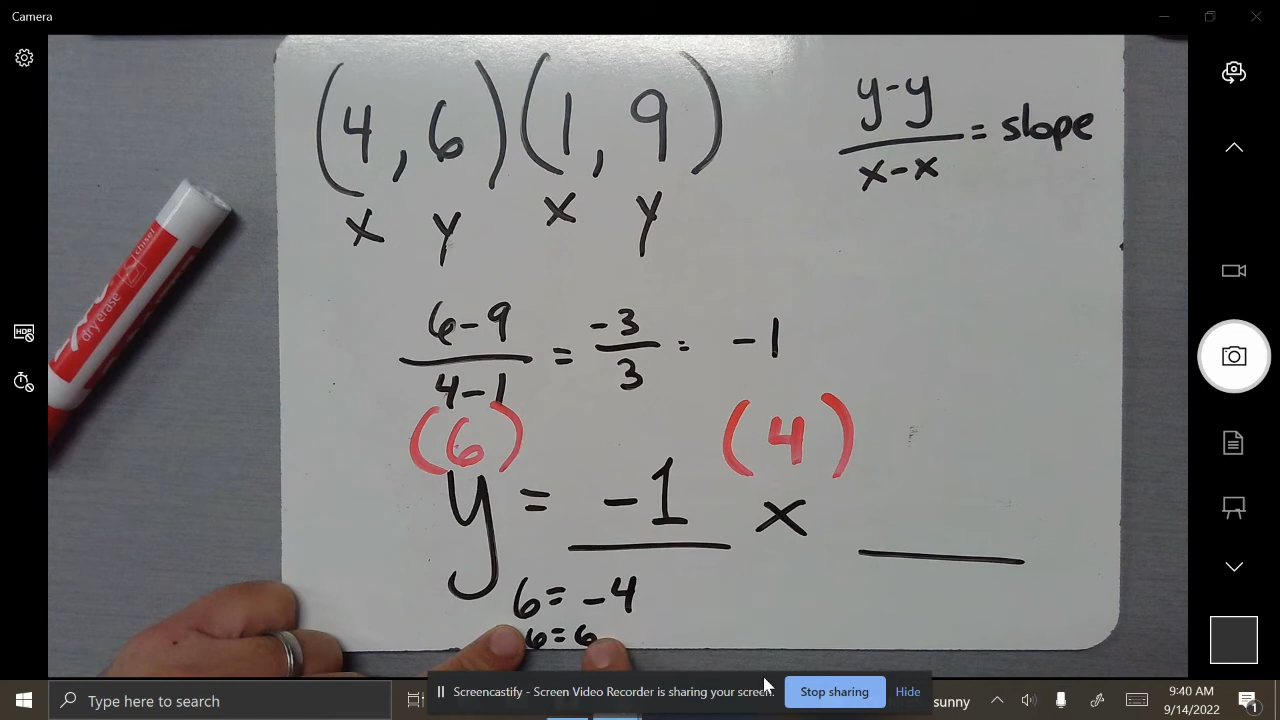 Camera
(4, 6) (1, 9)
x y x y
y-y
x-x
= slope
chisel
dry erase
6-9
4-1
= -3
3
= -1
(6) (4)
y = -1 x
6 = -4
6 = 6
Screencastify - Screen Video Recorder is sharing your screen.
Stop sharing
Hide
Type here to search
sunny
9:40 AM
9/14/2022
1